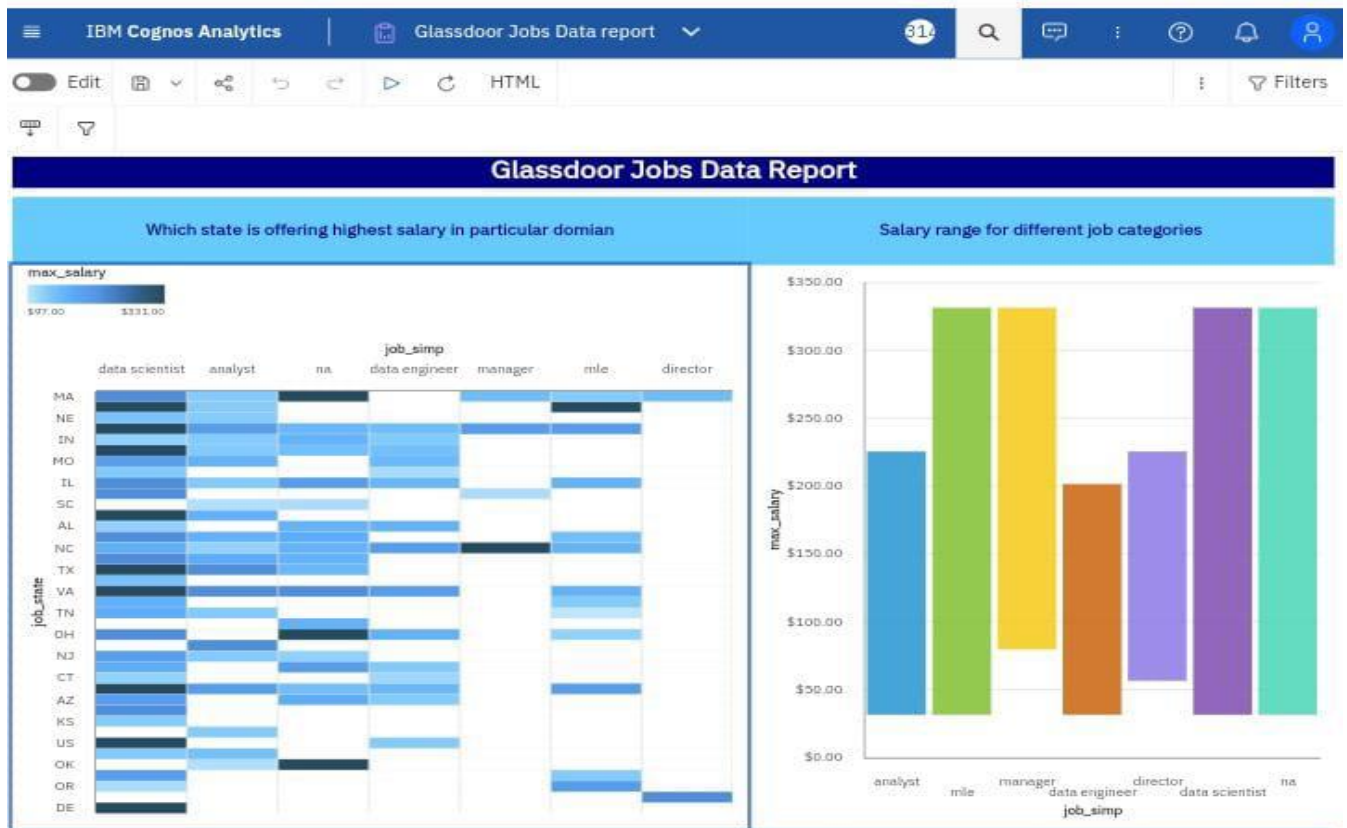 IBM Cognos Analytics
Glassdoor Jobs Data report
314
Edit
HTML
Filters
Glassdoor Jobs Data Report
Which state is offering highest salary in particular domian
Salary range for different job categories
max_salary
$97.00 $331.00
job_simp
data scientist analyst na data engineer manager mle director
job_state
MA
NE
IN
MO
IL
SC
AL
NC
TX
VA
TN
OH
NJ
CT
AZ
KS
US
OK
OR
DE
max_salary
$350.00
$300.00
$250.00
$200.00
$150.00
$100.00
$50.00
$0.00
analyst mle manager data engineer director data scientist na
job_simp